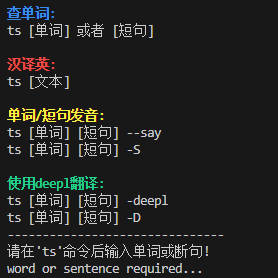 查单词:
ts [单词] 或者 [短句]
汉译英:
ts [文本]
单词/短句发音:
ts [单词] [短句] --say
ts [单词] [短句] -S
使用deepl翻译:
ts [单词] [短句] -deepl
ts [单词] [短句] -D
------------------------------
请在'ts'命令后输入单词或断句!
word or sentence required...